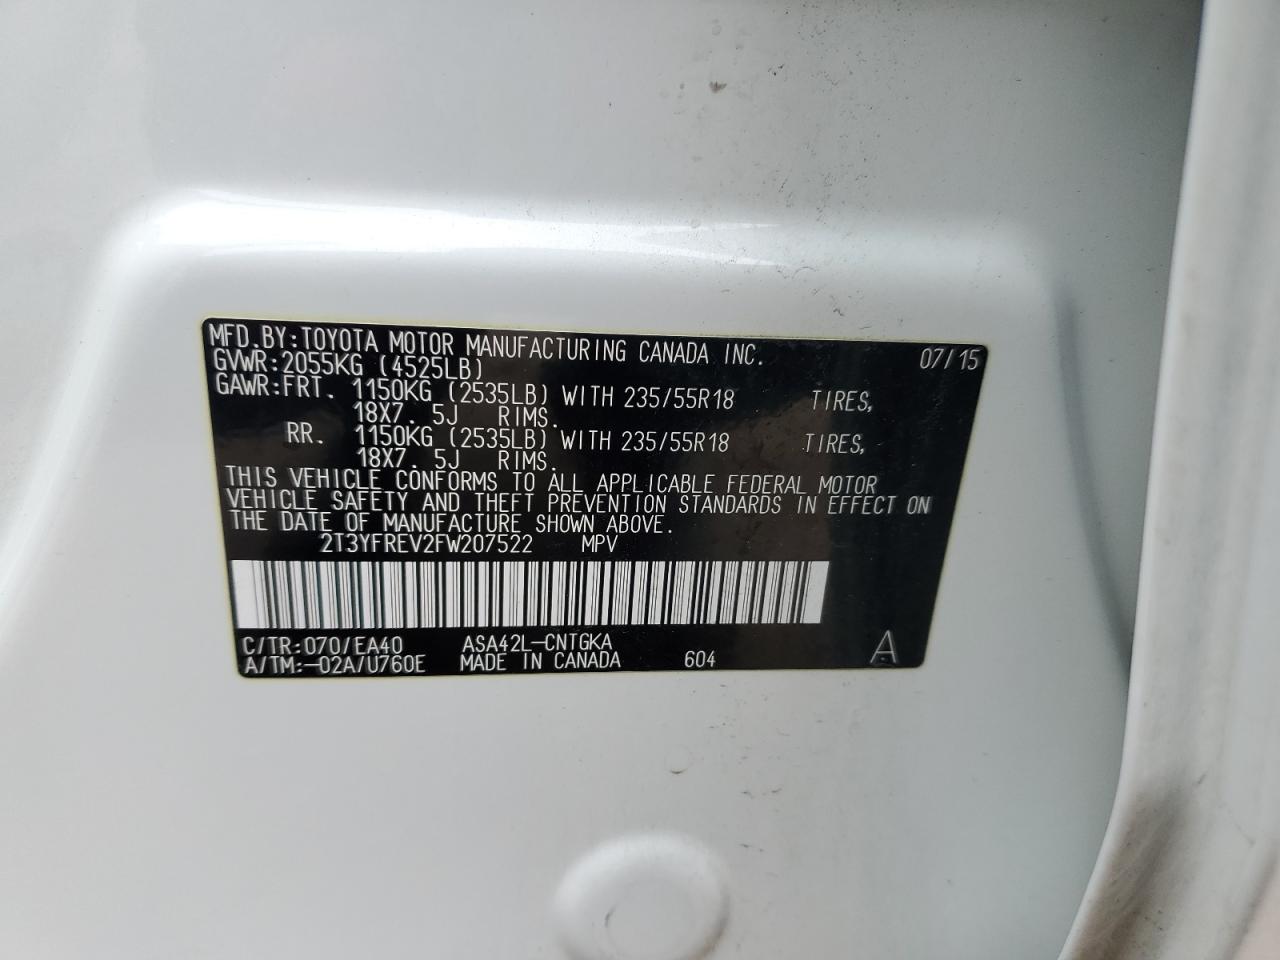 MFD.BY:TOYOTA MOTOR MANUFACTURING CANADA INC. 07/15
GVWR:2055KG (4525LB)
GAWR:FRT. 1150KG (2535LB) WITH 235/55R18 TIRES,
18X7. 5J RIMS.
RR. 1150KG (2535LB) WITH 235/55R18 TIRES,
18X7. 5J RIMS.
THIS VEHICLE CONFORMS TO ALL APPLICABLE FEDERAL MOTOR
VEHICLE SAFETY AND THEFT PREVENTION STANDARDS IN EFFECT ON
THE DATE OF MANUFACTURE SHOWN ABOVE.
2T3YFREV2FW207522 MPV
C/TR:070/EA40 ASA42L-CNTGKA
A/TM:-02A/U760E MADE IN CANADA 604 A